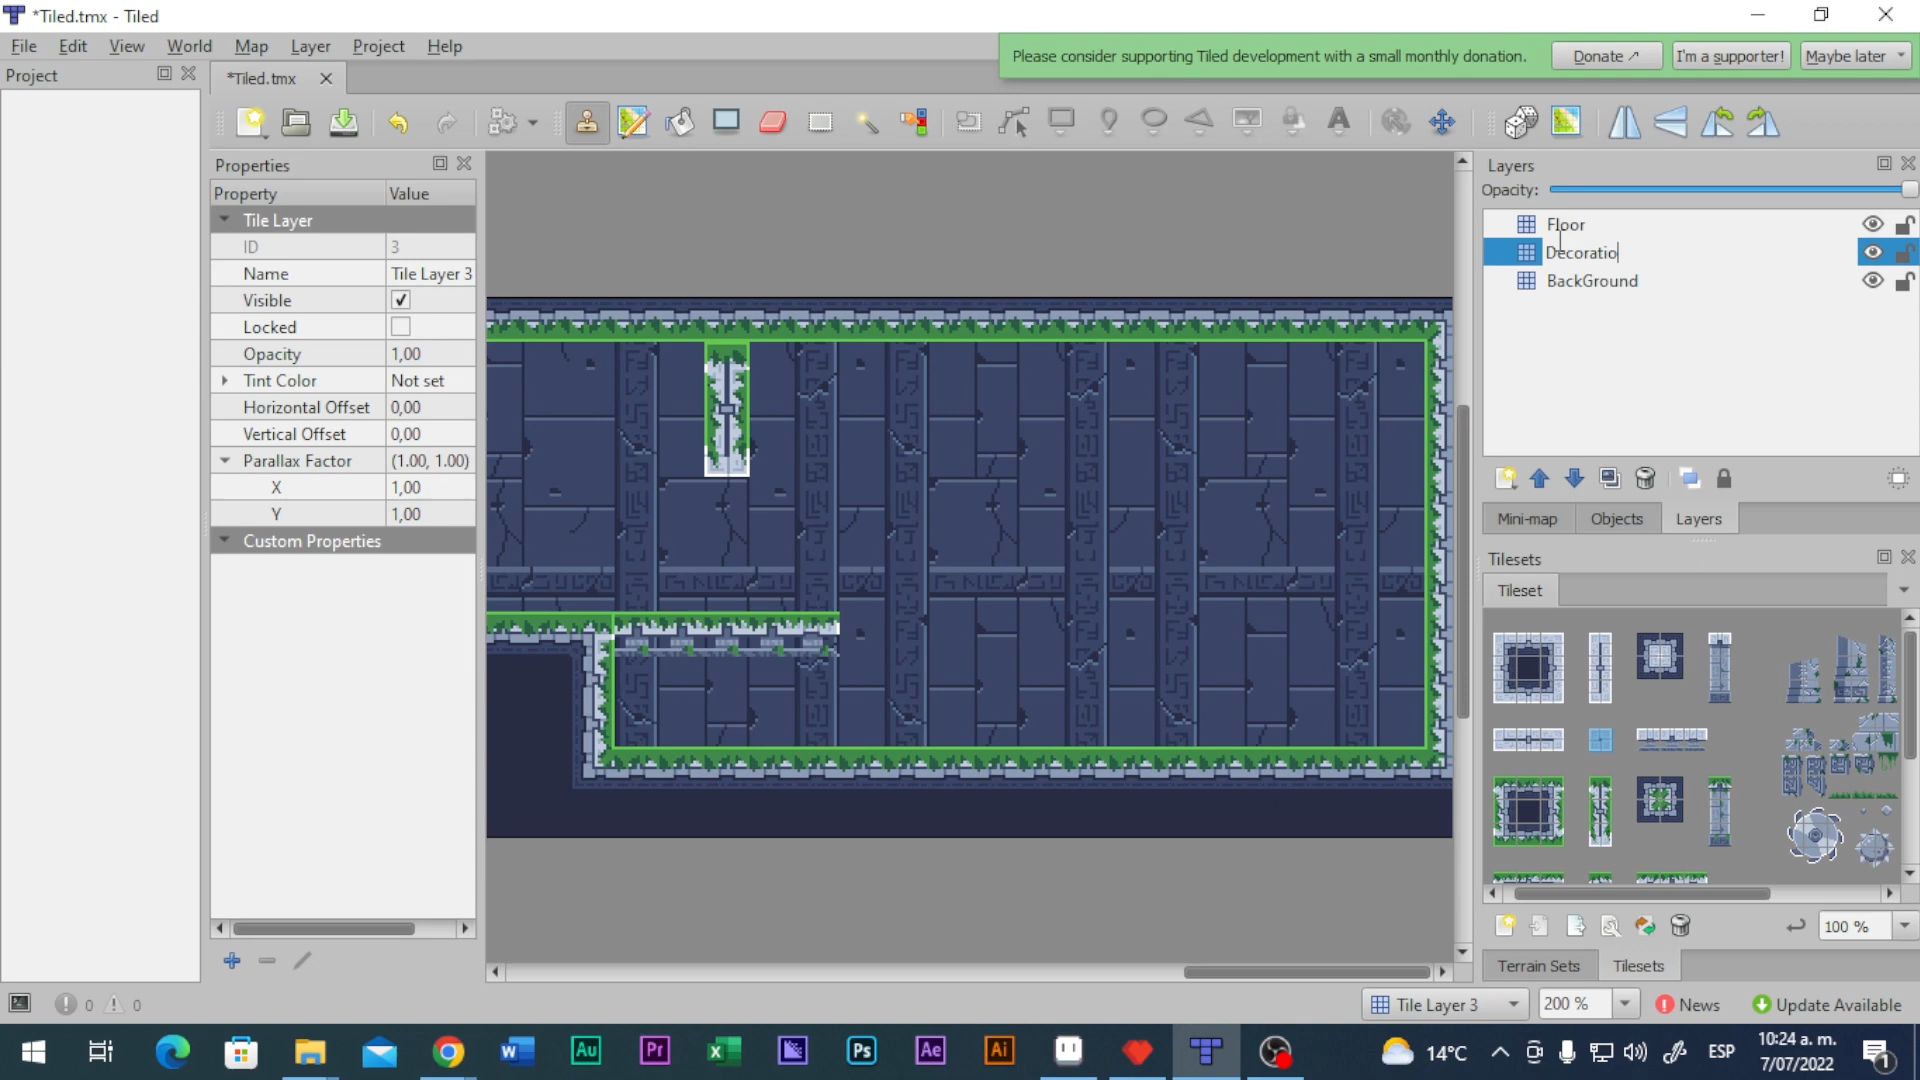 *Tiled.tmx - Tiled
File Edit View World Map Layer Project Help
Please consider supporting Tiled development with a small monthly donation. Donate ↗ I'm a supporter! Maybe later
Project
*Tiled.tmx
Properties
Property Value
Tile Layer
ID 3
Name Tile Layer 3
Visible
Locked
Opacity 1,00
Tint Color Not set
Horizontal Offset 0,00
Vertical Offset 0,00
Parallax Factor (1.00, 1.00)
X 1,00
Y 1,00
Custom Properties
Layers
Opacity:
Floor
Decoratio
BackGround
Mini-map Objects Layers
Tilesets
Tileset
100 %
Terrain Sets Tilesets
0 0
Tile Layer 3 200 % News Update Available
14°C ESP
10:24 a. m.
7/07/2022
1